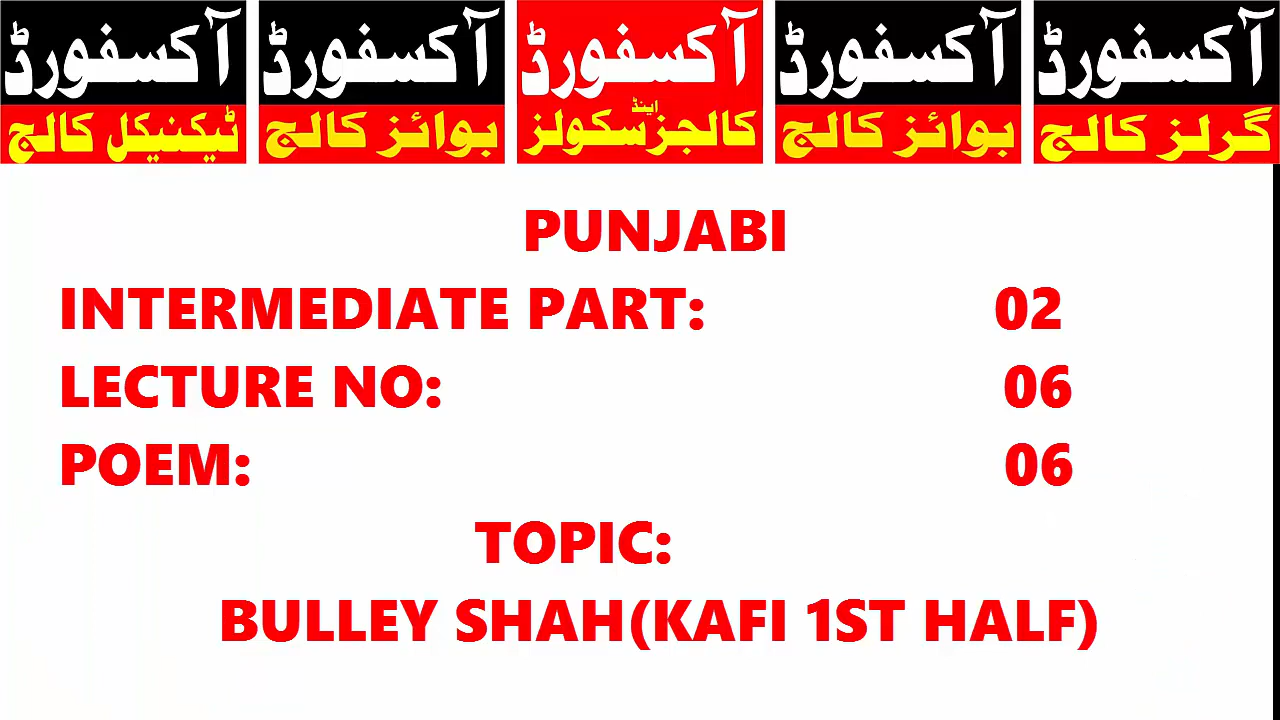 آکسفورڈ
گرلز کالج
آکسفورڈ
بوائز کالج
آکسفورڈ
کالجز اینڈ سکولز
آکسفورڈ
بوائز کالج
آکسفورڈ
ٹیکنیکل کالج
PUNJABI
INTERMEDIATE PART: 02
LECTURE NO: 06
POEM: 06
TOPIC:
BULLEY SHAH(KAFI 1ST HALF)